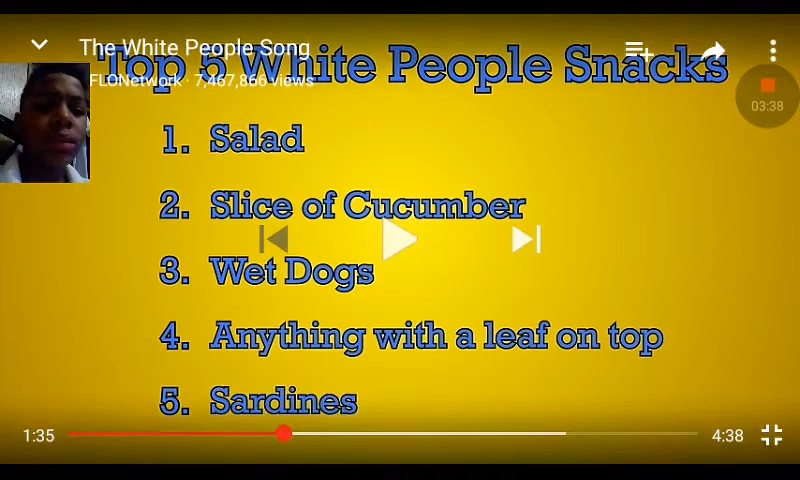 The White People Song
Top 5 White People Snacks
FLONetwork · 7,467,866 views
03:38
1. Salad
2. Slice of Cucumber
3. Wet Dogs
4. Anything with a leaf on top
5. Sardines
1:35
4:38